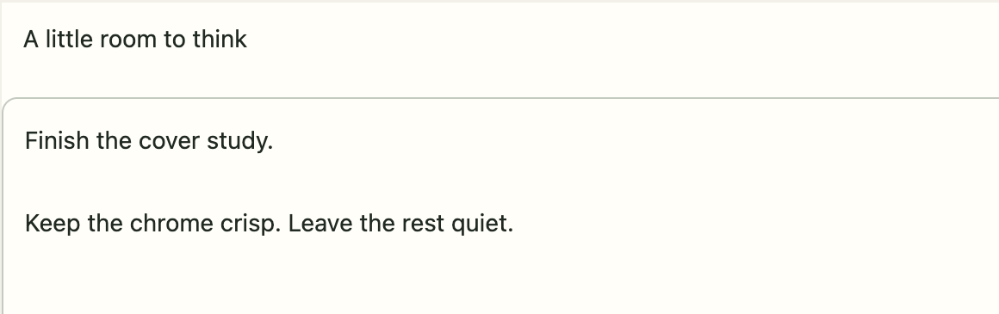 A little room to think
Finish the cover study.
Keep the chrome crisp. Leave the rest quiet.